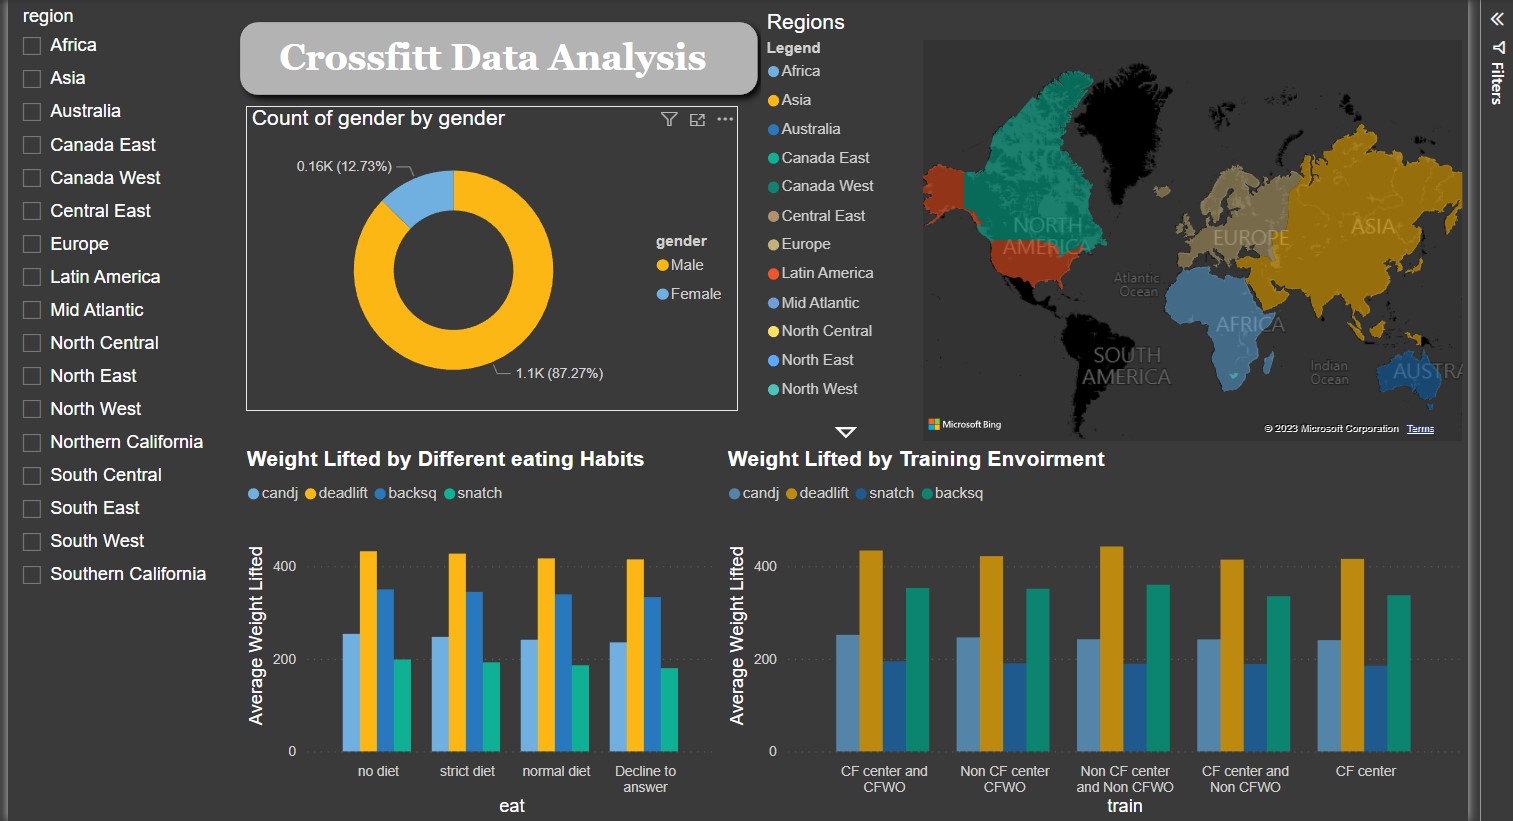 region
Africa
Asia
Australia
Canada East
Canada West
Central East
Europe
Latin America
Mid Atlantic
North Central
North East
North West
Northern California
South Central
South East
South West
Southern California
Crossfitt Data Analysis
Count of gender by gender
0.16K (12.73%)
1.1K (87.27%)
gender
Male
Female
Regions
Legend
Africa
Asia
Australia
Canada East
Canada West
Central East
Europe
Latin America
Mid Atlantic
North Central
North East
North West
NORTH
AMERICA
EUROPE
ASIA
Atlantic
Ocean
AFRICA
SOUTH
AMERICA
Indian
Ocean
AUSTRA
Microsoft Bing
© 2023 Microsoft Corporation Terms
Filters
Weight Lifted by Different eating Habits
candj deadlift backsq snatch
Average Weight Lifted
400
200
0
no diet
strict diet
normal diet
Decline to
answer
eat
Weight Lifted by Training Envoirment
candj deadlift snatch backsq
Average Weight Lifted
400
200
0
CF center and
CFWO
Non CF center
CFWO
Non CF center
and Non CFWO
CF center and
Non CFWO
CF center
train